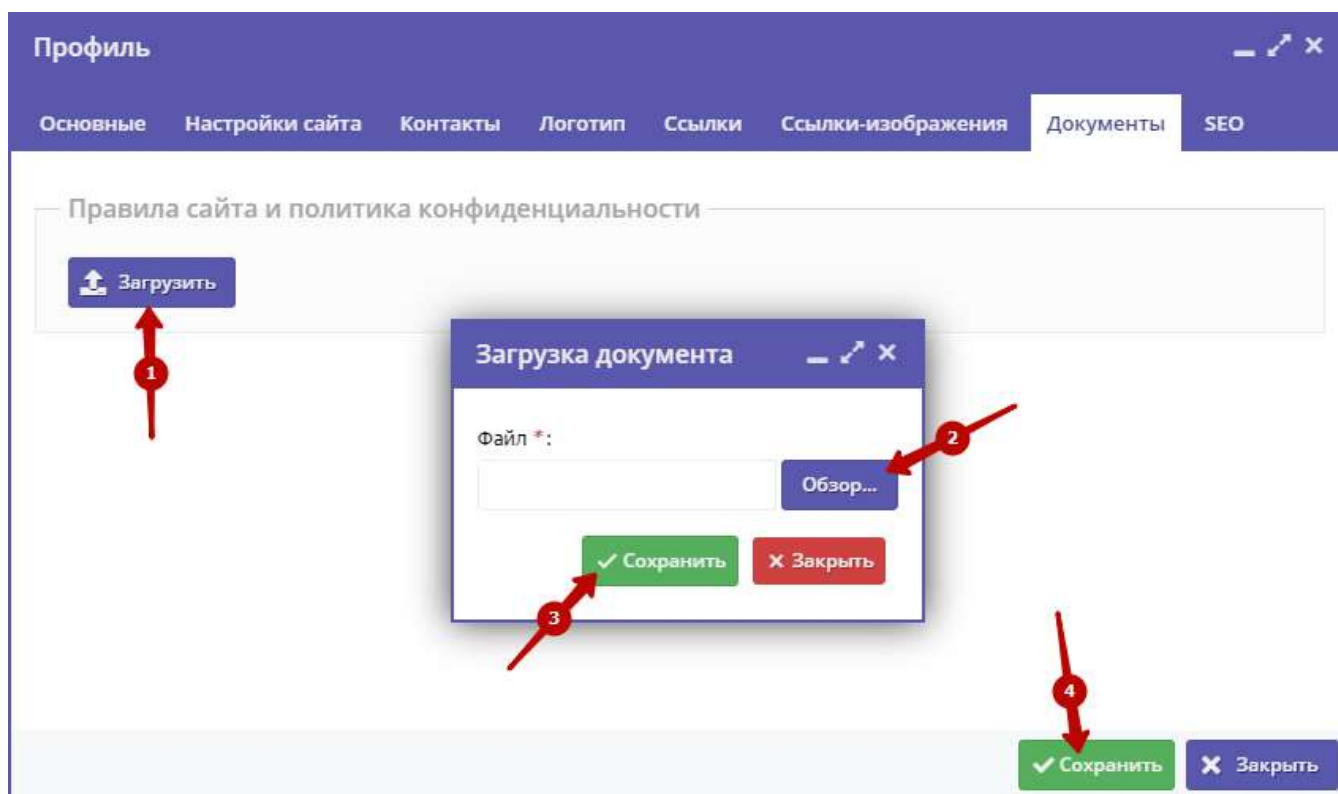 Профиль
Основные Настройки сайта Контакты Логотип Ссылки Ссылки-изображения Документы SEO
Правила сайта и политика конфиденциальности
Загрузить
1
Загрузка документа
Файл *:
2
Обзор...
Сохранить Закрыть
3
4
Сохранить Закрыть